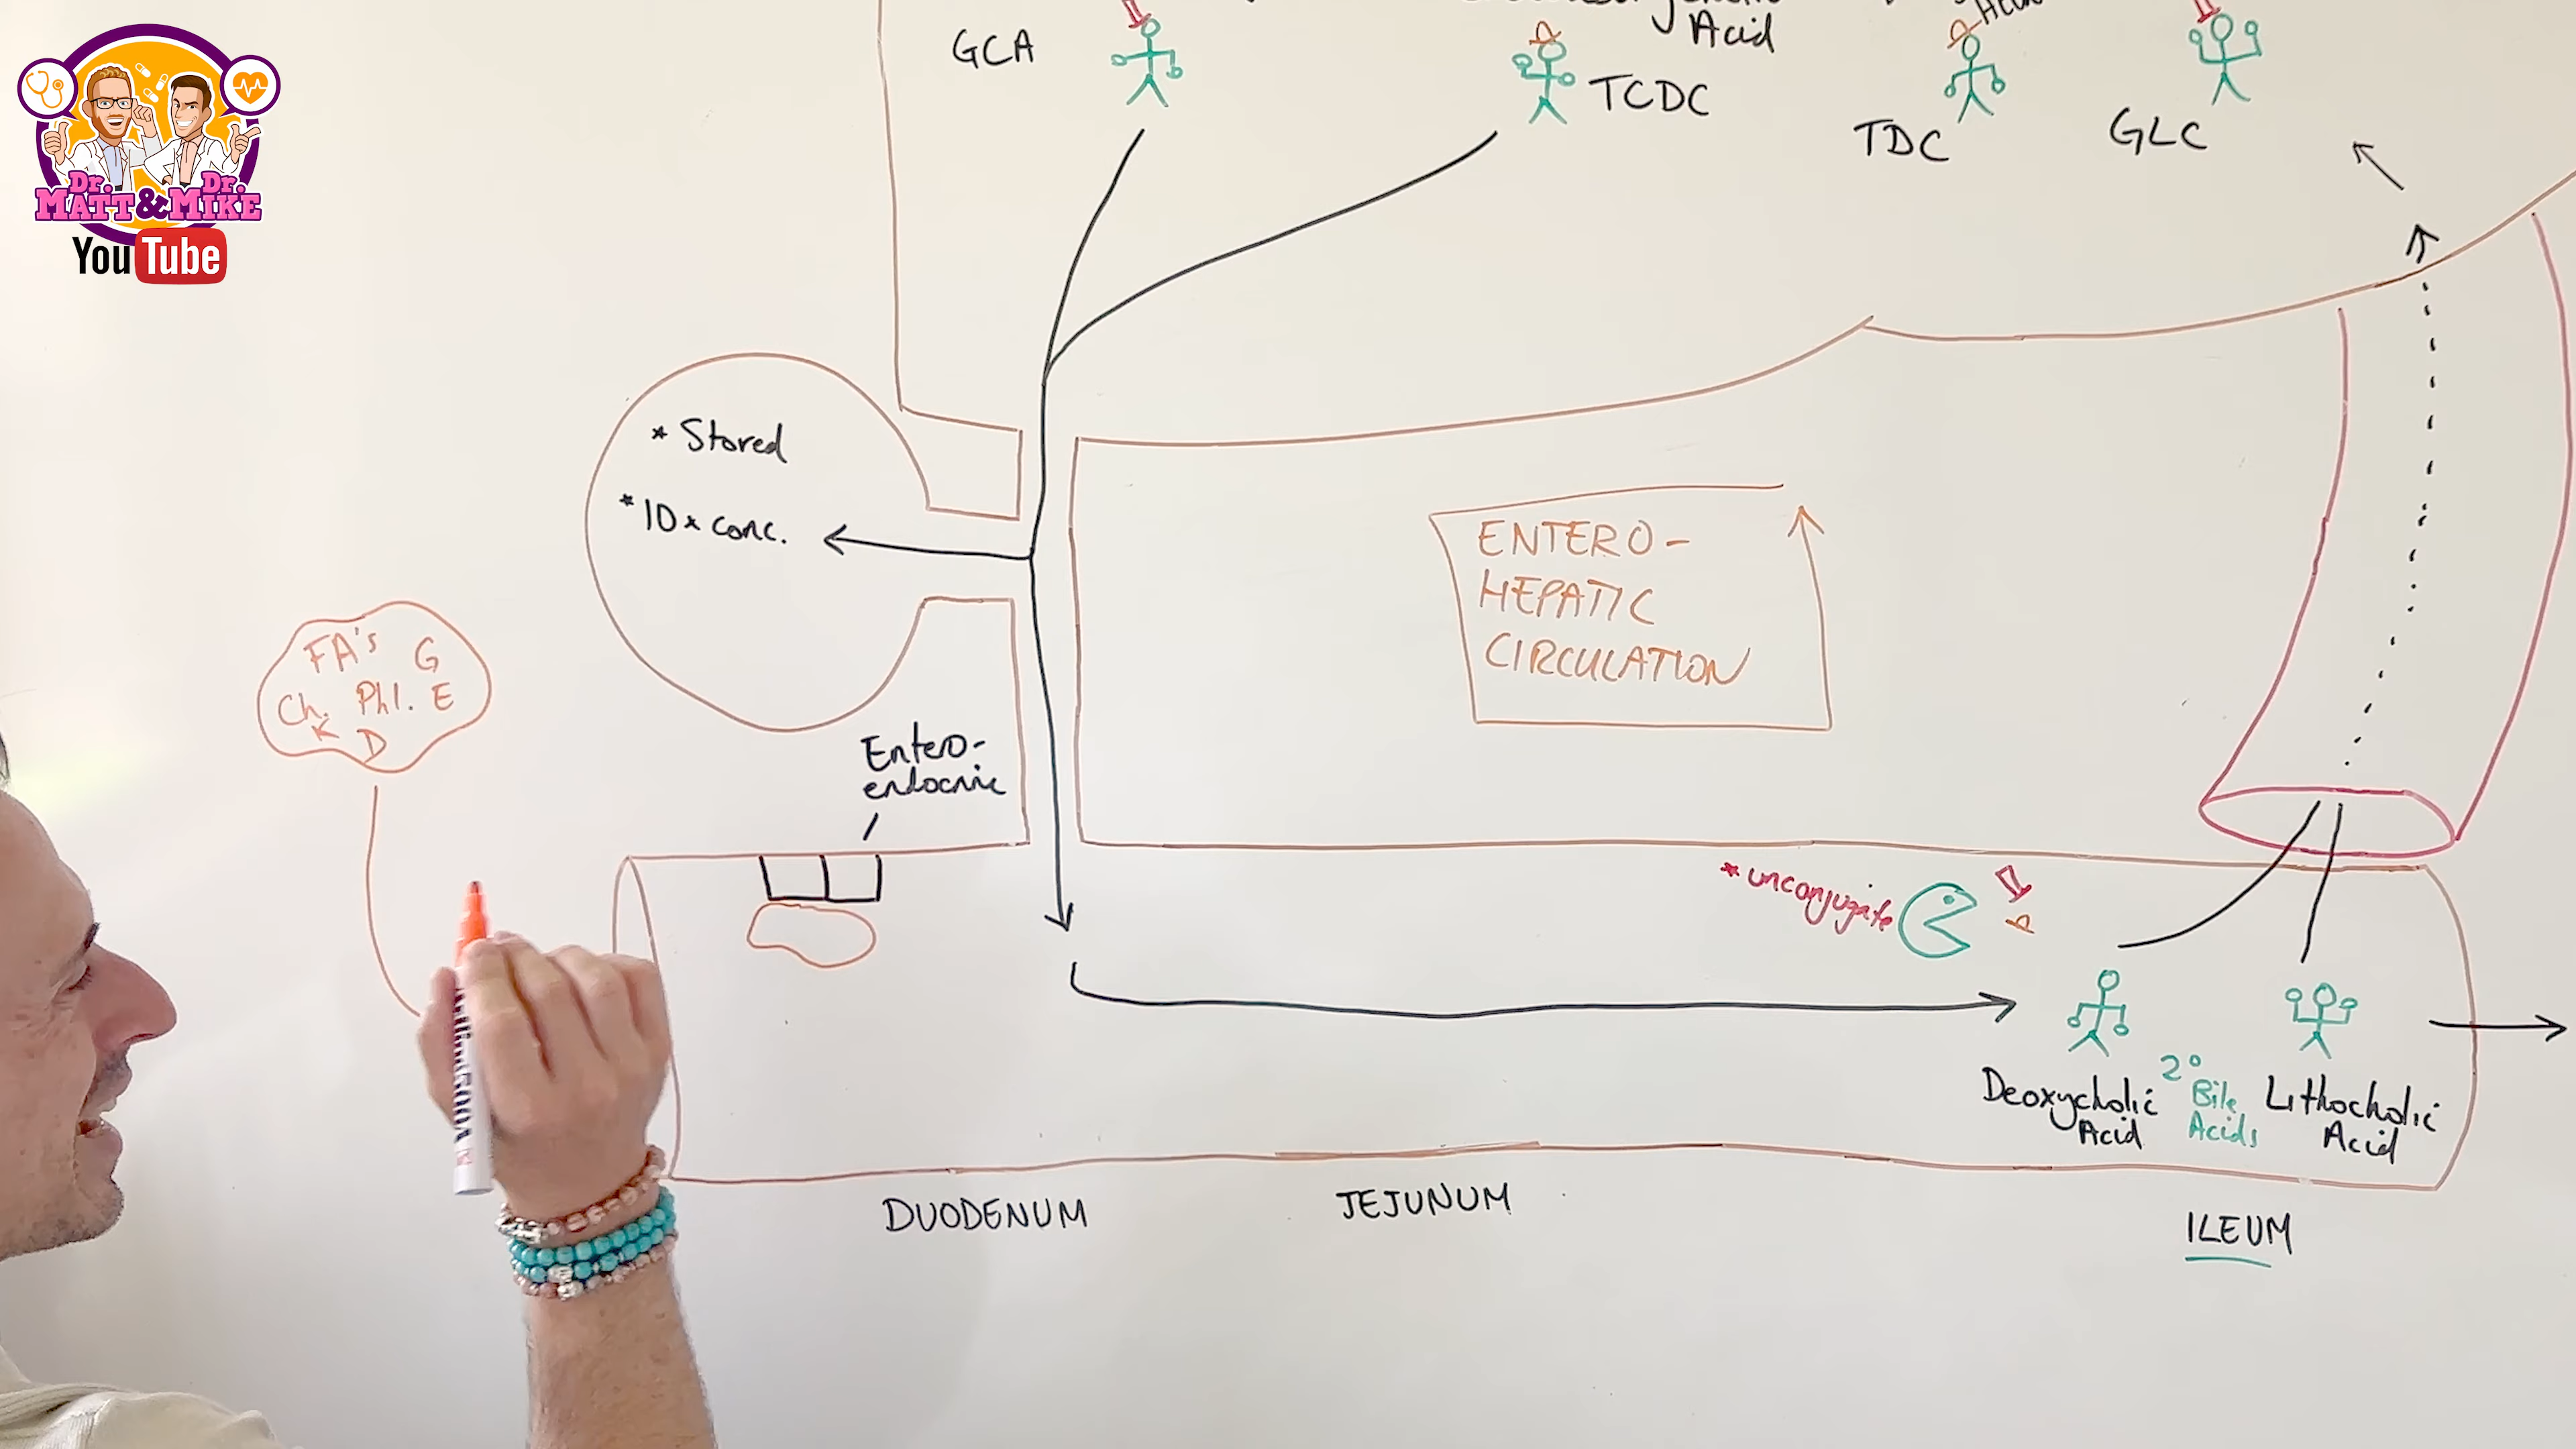 Dr. Dr.
MATT & MIKE
YouTube
GCA
Acid
TCDC
TDC
GLC
* Stored
* 10x conc.
ENTERO-
HEPATIC
CIRCULATION
FA's G
Ch. Phl. E
K D
Entero-
endocrine
* unconjugate
Deoxycholic
Acid
2°
Bile
Acids
Lithocholic
Acid
DUODENUM
JEJUNUM
ILEUM